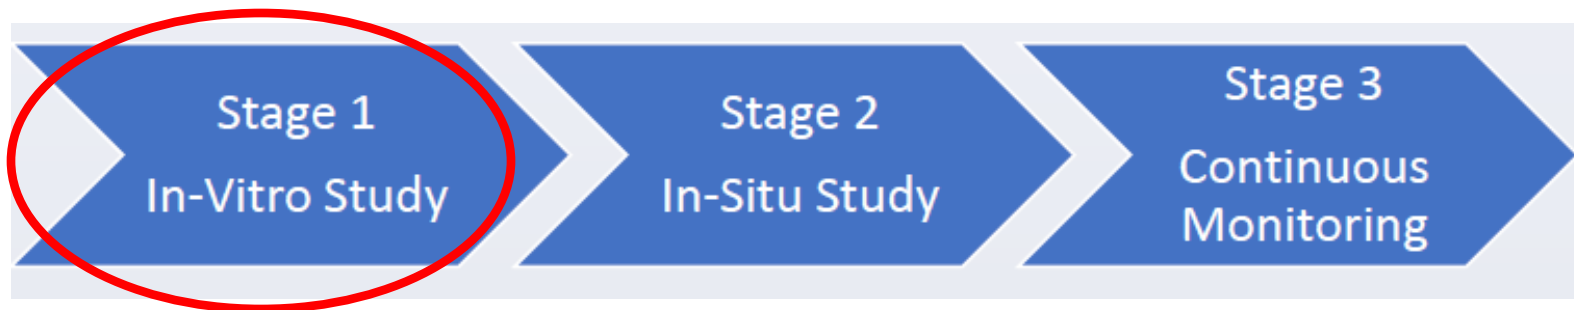 Stage 1
In-Vitro Study
Stage 2
In-Situ Study
Stage 3
Continuous
Monitoring